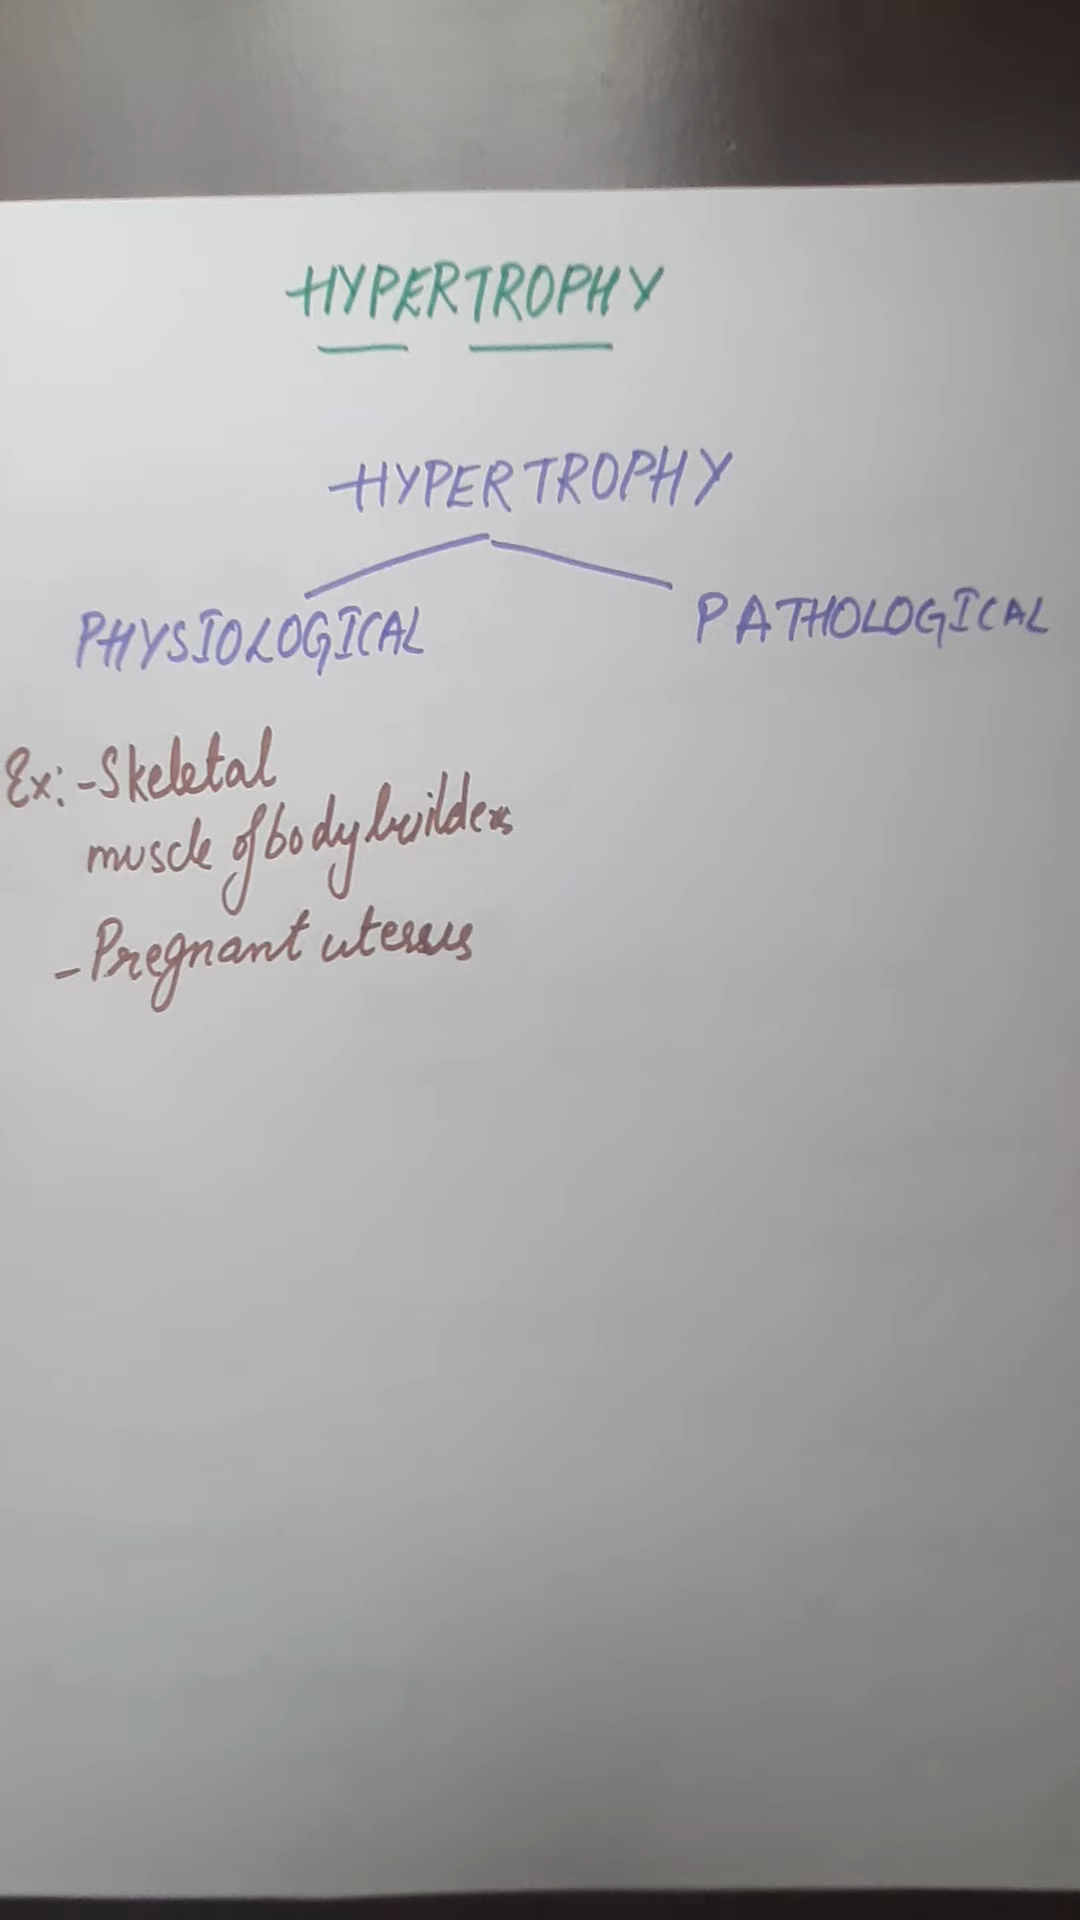 HYPERTROPHY
HYPERTROPHY
PHYSIOLOGICAL PATHOLOGICAL
Ex:- Skeletal
muscle of bodybuilders
- Pregnant uterus